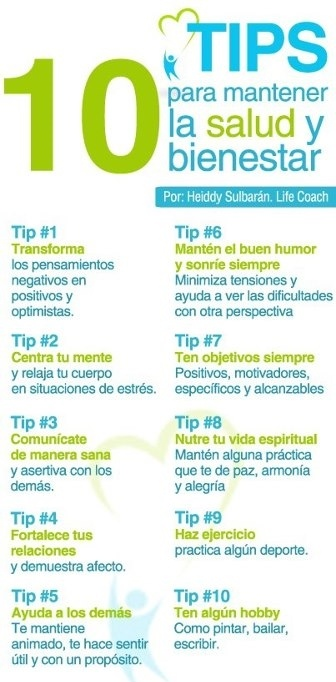 10 TIPS
para mantener
la salud y
bienestar
Por: Heiddy Sulbarán. Life Coach
Tip #1
Transforma
los pensamientos
negativos en
positivos y
optimistas.
Tip #2
Centra tu mente
y relaja tu cuerpo
en situaciones de estrés.
Tip #3
Comunícate
de manera sana
y asertiva con los
demás.
Tip #4
Fortalece tus
relaciones
y demuestra afecto.
Tip #5
Ayuda a los demás
Te mantiene
animado, te hace sentir
útil y con un propósito.
Tip #6
Mantén el buen humor
y sonríe siempre
Minimiza tensiones y
ayuda a ver las dificultades
con otra perspectiva
Tip #7
Ten objetivos siempre
Positivos, motivadores,
específicos y alcanzables
Tip #8
Nutre tu vida espiritual
Mantén alguna práctica
que te de paz, armonía
y alegría
Tip #9
Haz ejercicio
practica algún deporte.
Tip #10
Ten algún hobby
Como pintar, bailar,
escribir.